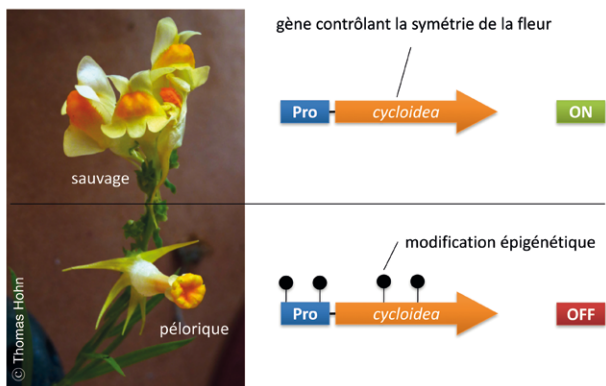 gène contrôlant la symétrie de la fleur
Pro
cycloidea
ON
sauvage
modification épigénétique
Pro
cycloidea
OFF
pélorique
© Thomas Hohn